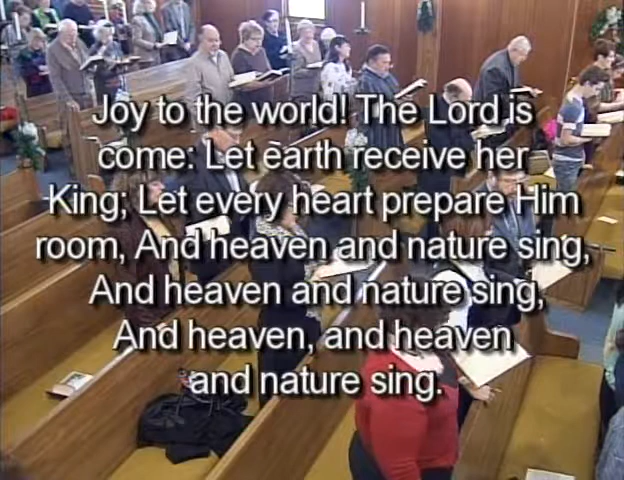 Joy to the world! The Lord is
come: Let earth receive her
King; Let every heart prepare Him
room, And heaven and nature sing,
And heaven and nature sing,
And heaven, and heaven
and nature sing.